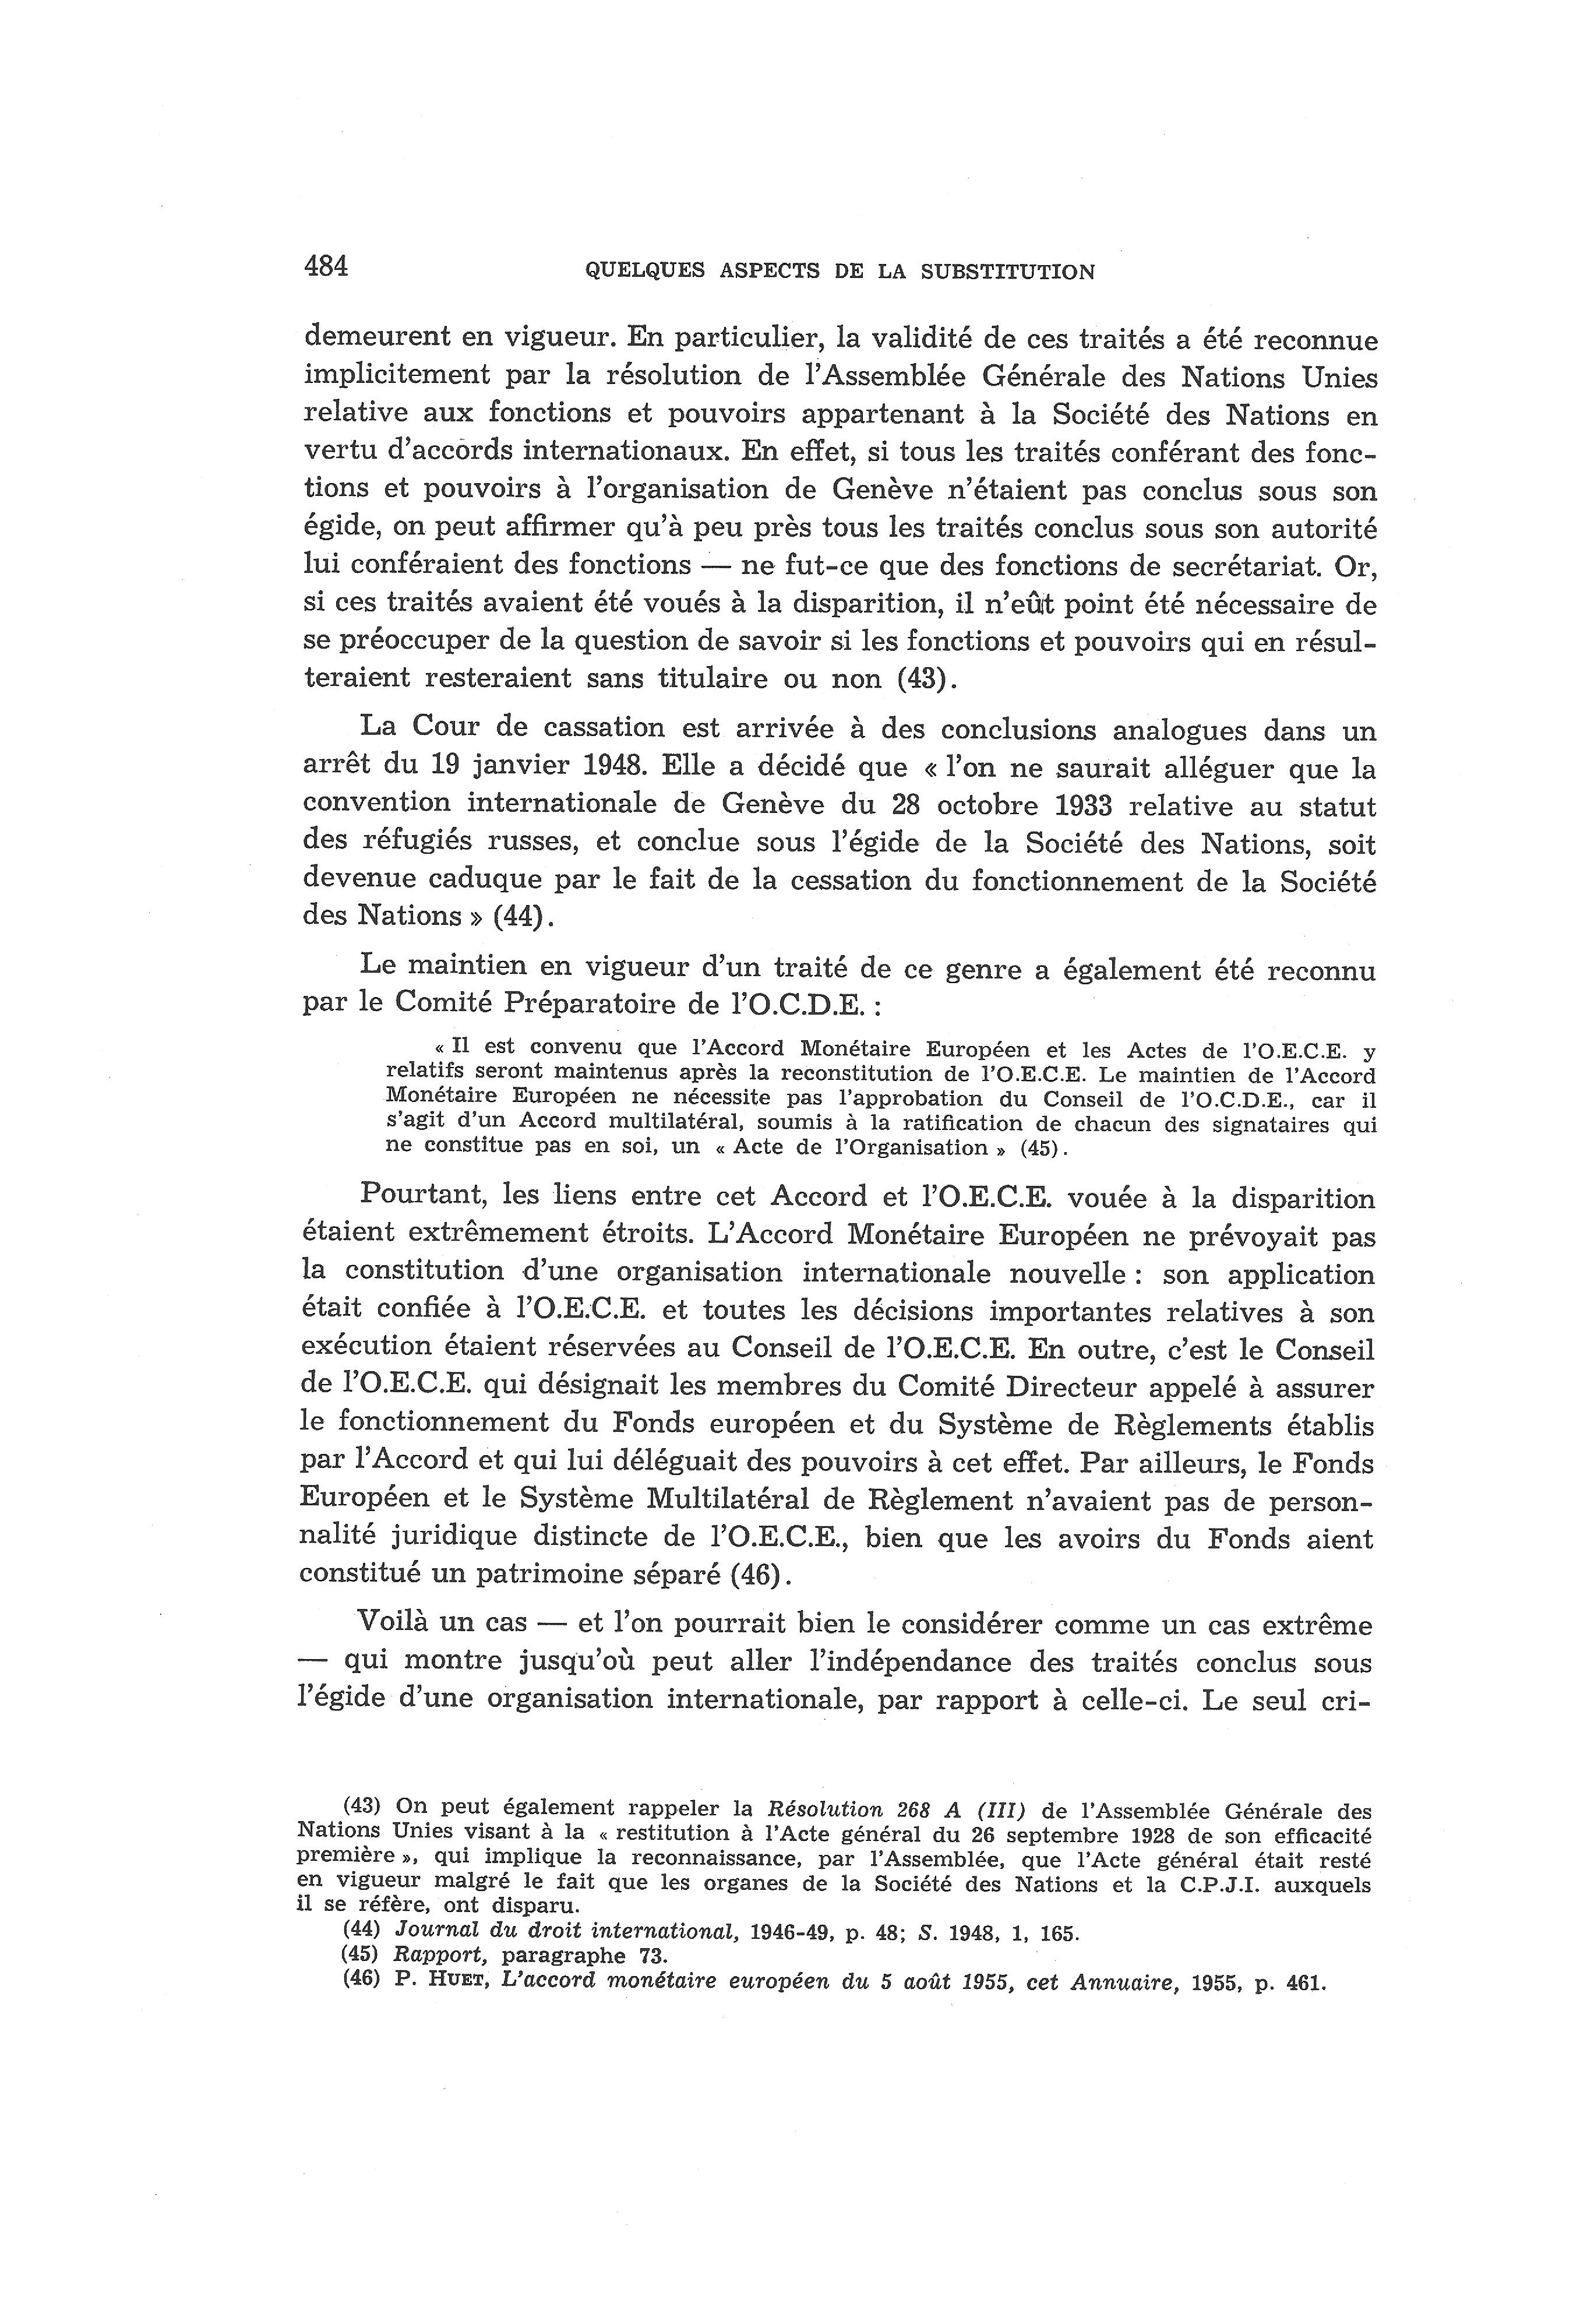 484 QUELQUES ASPECTS DE LA SUBSTITUTION
demeurent en vigueur. En particulier, la validité de ces traités a été reconnue
implicitement par la résolution de l'Assemblée Générale des Nations Unies
relative aux fonctions et pouvoirs appartenant à la Société des Nations en
vertu d'accords internationaux. En effet, si tous les traités conférant des fonc-
tions et pouvoirs à l'organisation de Genève n'étaient pas conclus sous son
égide, on peut affirmer qu'à peu près tous les traités conclus sous son autorité
lui conféraient des fonctions — ne fut-ce que des fonctions de secrétariat. Or,
si ces traités avaient été voués à la disparition, il n'eût point été nécessaire de
se préoccuper de la question de savoir si les fonctions et pouvoirs qui en résul-
teraient resteraient sans titulaire ou non (43).
La Cour de cassation est arrivée à des conclusions analogues dans un
arrêt du 19 janvier 1948. Elle a décidé que « l'on ne saurait alléguer que la
convention internationale de Genève du 28 octobre 1933 relative au statut
des réfugiés russes, et conclue sous l'égide de la Société des Nations, soit
devenue caduque par le fait de la cessation du fonctionnement de la Société
des Nations » (44).
Le maintien en vigueur d'un traité de ce genre a également été reconnu
par le Comité Préparatoire de l'O.C.D.E. :
« Il est convenu que l'Accord Monétaire Européen et les Actes de l'O.E.C.E. y
relatifs seront maintenus après la reconstitution de l'O.E.C.E. Le maintien de l'Accord
Monétaire Européen ne nécessite pas l'approbation du Conseil de l'O.C.D.E., car il
s'agit d'un Accord multilatéral, soumis à la ratification de chacun des signataires qui
ne constitue pas en soi, un « Acte de l'Organisation » (45).
Pourtant, les liens entre cet Accord et l'O.E.C.E. vouée à la disparition
étaient extrêmement étroits. L'Accord Monétaire Européen ne prévoyait pas
la constitution d'une organisation internationale nouvelle : son application
était confiée à l'O.E.C.E. et toutes les décisions importantes relatives à son
exécution étaient réservées au Conseil de l'O.E.C.E. En outre, c'est le Conseil
de l'O.E.C.E. qui désignait les membres du Comité Directeur appelé à assurer
le fonctionnement du Fonds européen et du Système de Règlements établis
par l'Accord et qui lui déléguait des pouvoirs à cet effet. Par ailleurs, le Fonds
Européen et le Système Multilatéral de Règlement n'avaient pas de person-
nalité juridique distincte de l'O.E.C.E., bien que les avoirs du Fonds aient
constitué un patrimoine séparé (46).
Voilà un cas — et l'on pourrait bien le considérer comme un cas extrême
— qui montre jusqu'où peut aller l'indépendance des traités conclus sous
l'égide d'une organisation internationale, par rapport à celle-ci. Le seul cri-
(43) On peut également rappeler la Résolution 268 A (III) de l'Assemblée Générale des
Nations Unies visant à la « restitution à l'Acte général du 26 septembre 1928 de son efficacité
première », qui implique la reconnaissance, par l'Assemblée, que l'Acte général était resté
en vigueur malgré le fait que les organes de la Société des Nations et la C.P.J.I. auxquels
il se réfère, ont disparu.
(44) Journal du droit international, 1946-49, p. 48; S. 1948, 1, 165.
(45) Rapport, paragraphe 73.
(46) P. HUET, L'accord monétaire européen du 5 août 1955, cet Annuaire, 1955, p. 461.